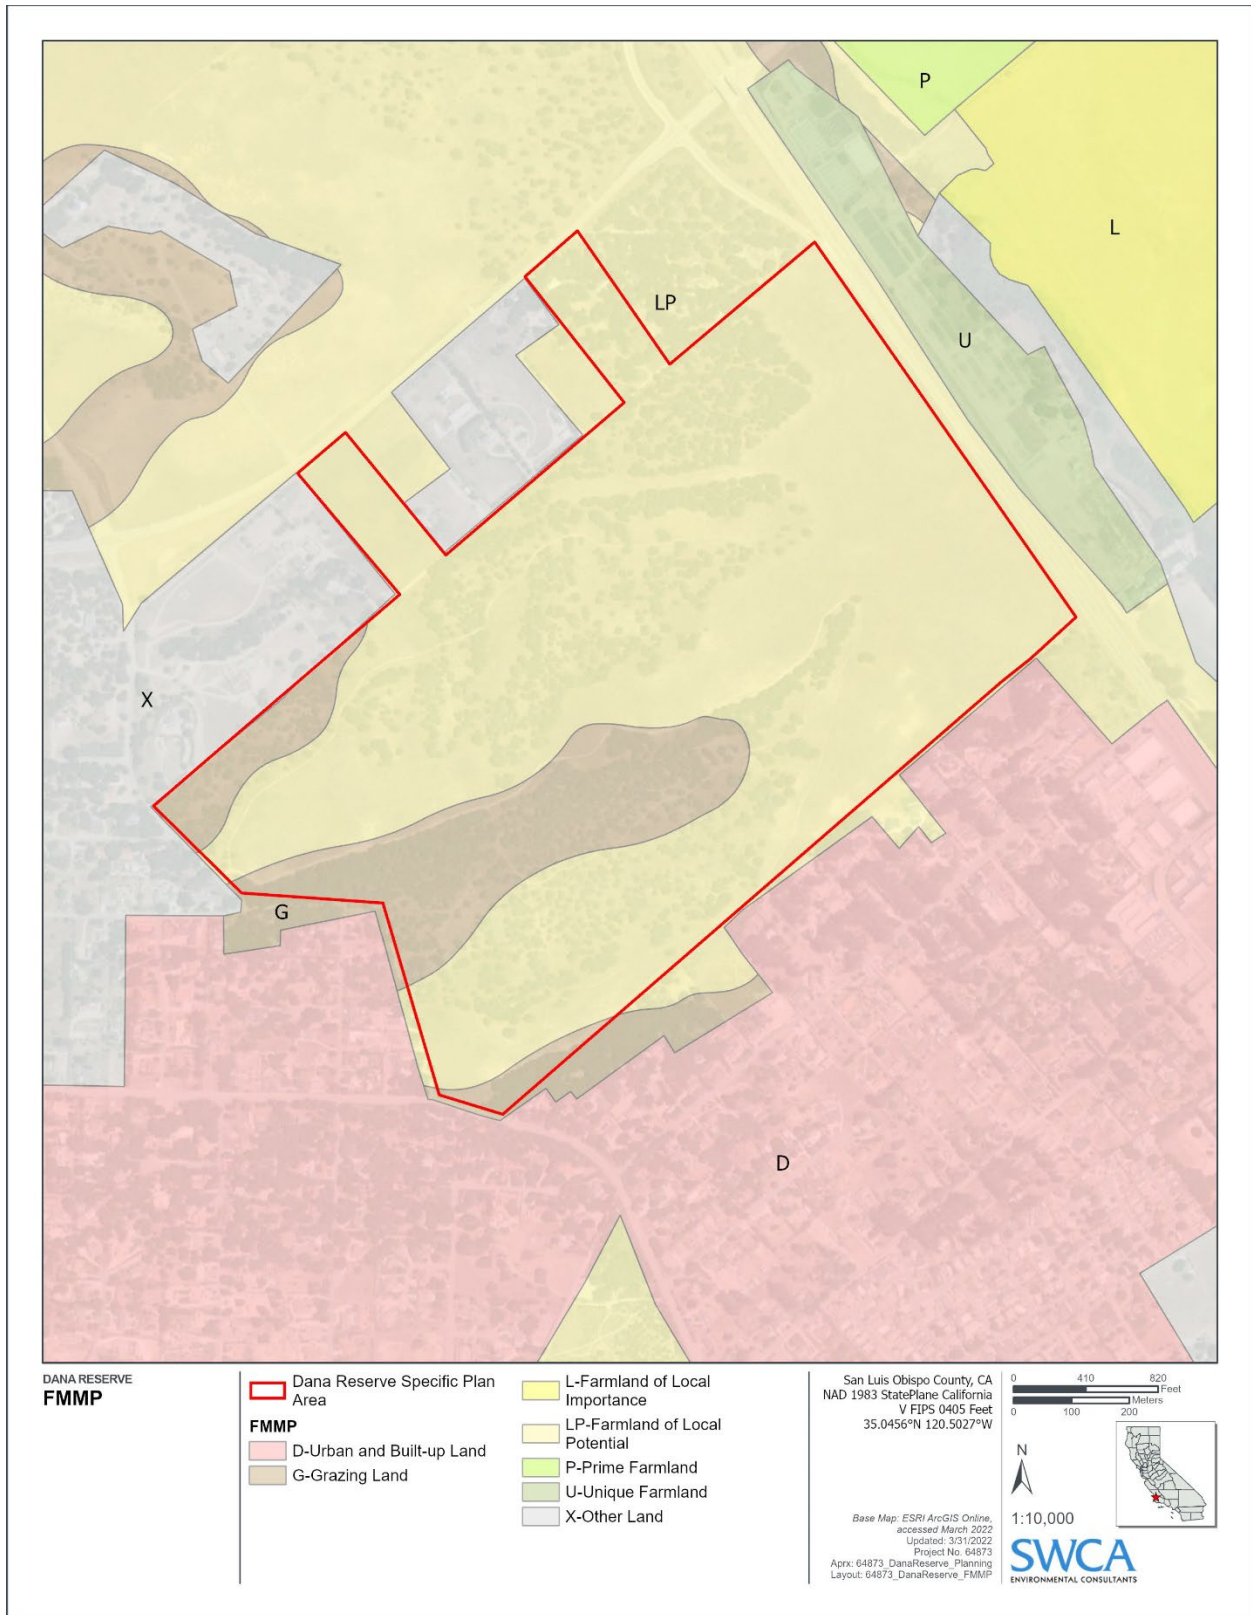 P
L
LP
U
X
G
D
DANA RESERVE
FMMP
Dana Reserve Specific Plan
Area
FMMP
D-Urban and Built-up Land
G-Grazing Land
L-Farmland of Local
Importance
LP-Farmland of Local
Potential
P-Prime Farmland
U-Unique Farmland
X-Other Land
San Luis Obispo County, CA
NAD 1983 StatePlane California
V FIPS 0405 Feet
35.0456°N 120.5027°W
Base Map: ESRI ArcGIS Online,
accessed March 2022
Updated: 3/31/2022
Project No. 64873
Aprx: 64873_DanaReserve_Planning
Layout: 64873_DanaReserve_FMMP
0 410 820
Feet
Meters
0 100 200
N
1:10,000
SWCA
ENVIRONMENTAL CONSULTANTS